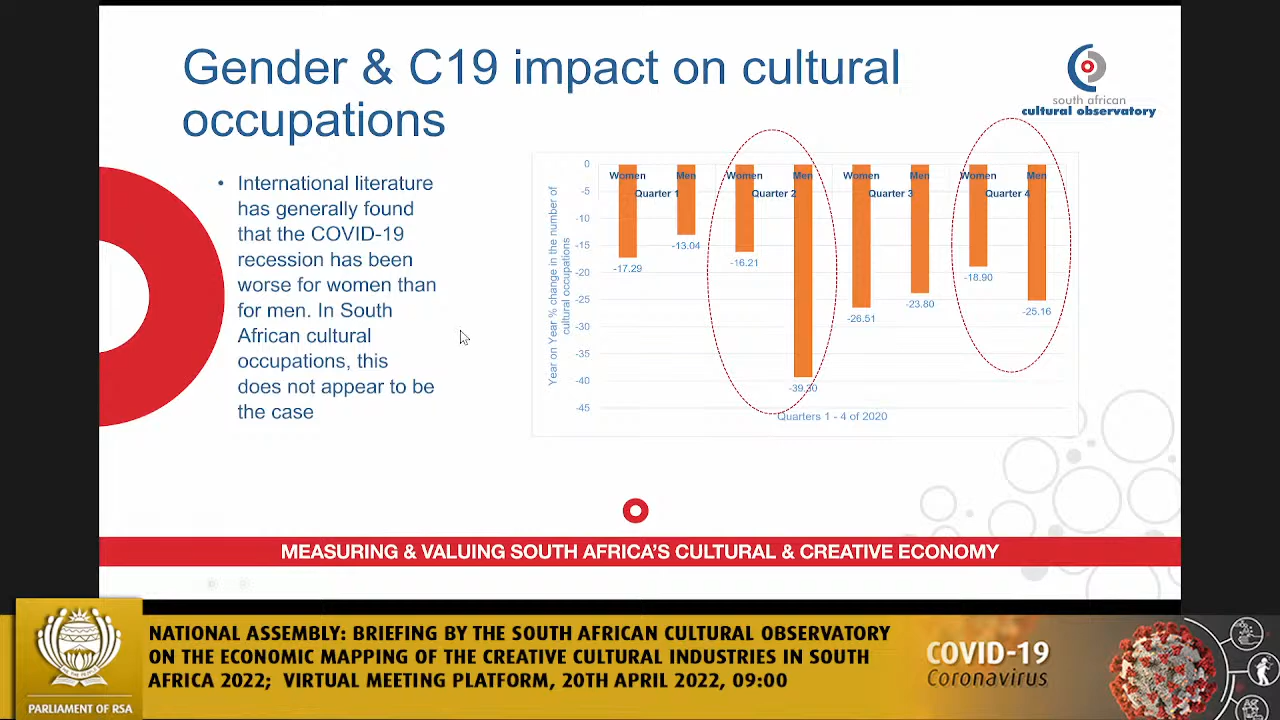 Gender & C19 impact on cultural
occupations
south african
cultural observatory
• International literature
has generally found
that the COVID-19
recession has been
worse for women than
for men. In South
African cultural
occupations, this
does not appear to be
the case
Year on Year % change in the number of
cultural occupations
0
-5
-10
-15
-20
-25
-30
-35
-40
-45
Women Men Women Men Women Men Women Men
Quarter 1 Quarter 2 Quarter 3 Quarter 4
-17.29
-13.04
-16.21
-39.30
-26.51
-23.80
-18.90
-25.16
Quarters 1 - 4 of 2020
MEASURING & VALUING SOUTH AFRICA'S CULTURAL & CREATIVE ECONOMY
PARLIAMENT OF RSA
NATIONAL ASSEMBLY: BRIEFING BY THE SOUTH AFRICAN CULTURAL OBSERVATORY
ON THE ECONOMIC MAPPING OF THE CREATIVE CULTURAL INDUSTRIES IN SOUTH
AFRICA 2022; VIRTUAL MEETING PLATFORM, 20TH APRIL 2022, 09:00
COVID-19
Coronavirus